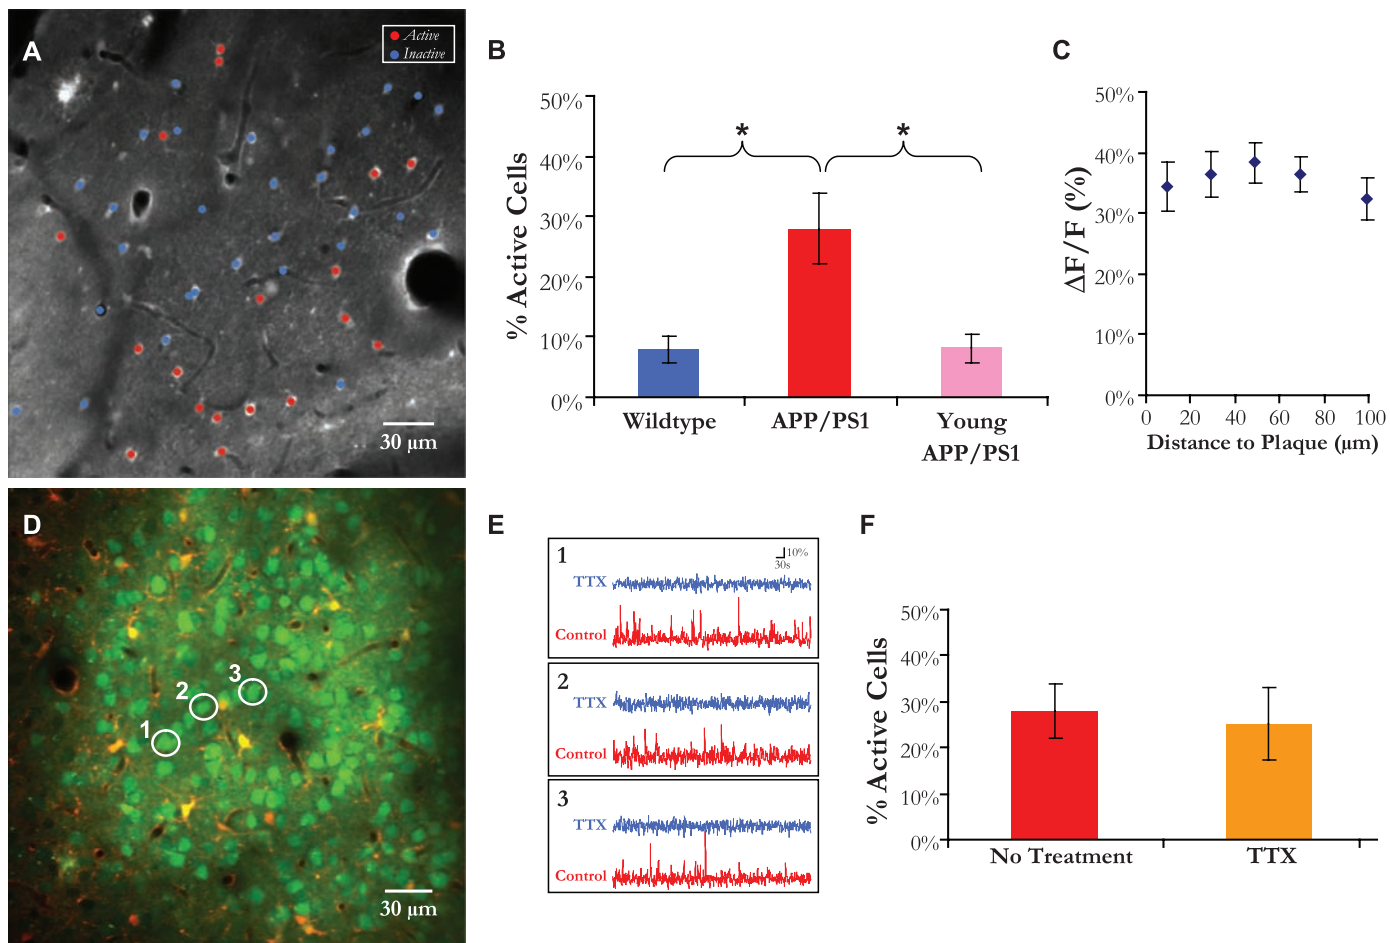 A
Active
Inactive
30 µm
B
% Active Cells
50%
40%
30%
20%
10%
0%
*
*
Wildtype
APP/PS1
Young
APP/PS1
C
ΔF/F (%)
50%
40%
30%
20%
10%
0%
0
20
40
60
80
100
Distance to Plaque (µm)
D
1
2
3
30 µm
E
1
10%
30s
TTX
Control
2
TTX
Control
3
TTX
Control
F
% Active Cells
50%
40%
30%
20%
10%
0%
No Treatment
TTX